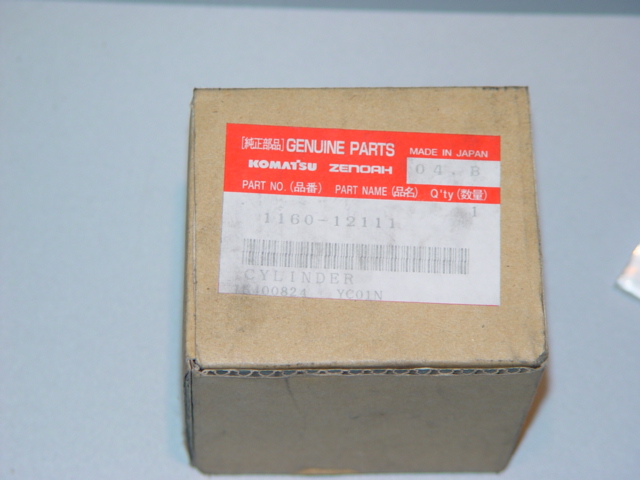 [純正部品] GENUINE PARTS MADE IN JAPAN
KOMATSU ZENOAH 04.B
PART NO.(品番) PART NAME (品名) Q'ty (数量)
1160-12111 1
CYLINDER
YC01N